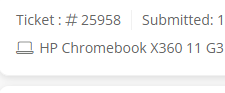 Ticket : # 25958 Submitted: 1
HP Chromebook X360 11 G3